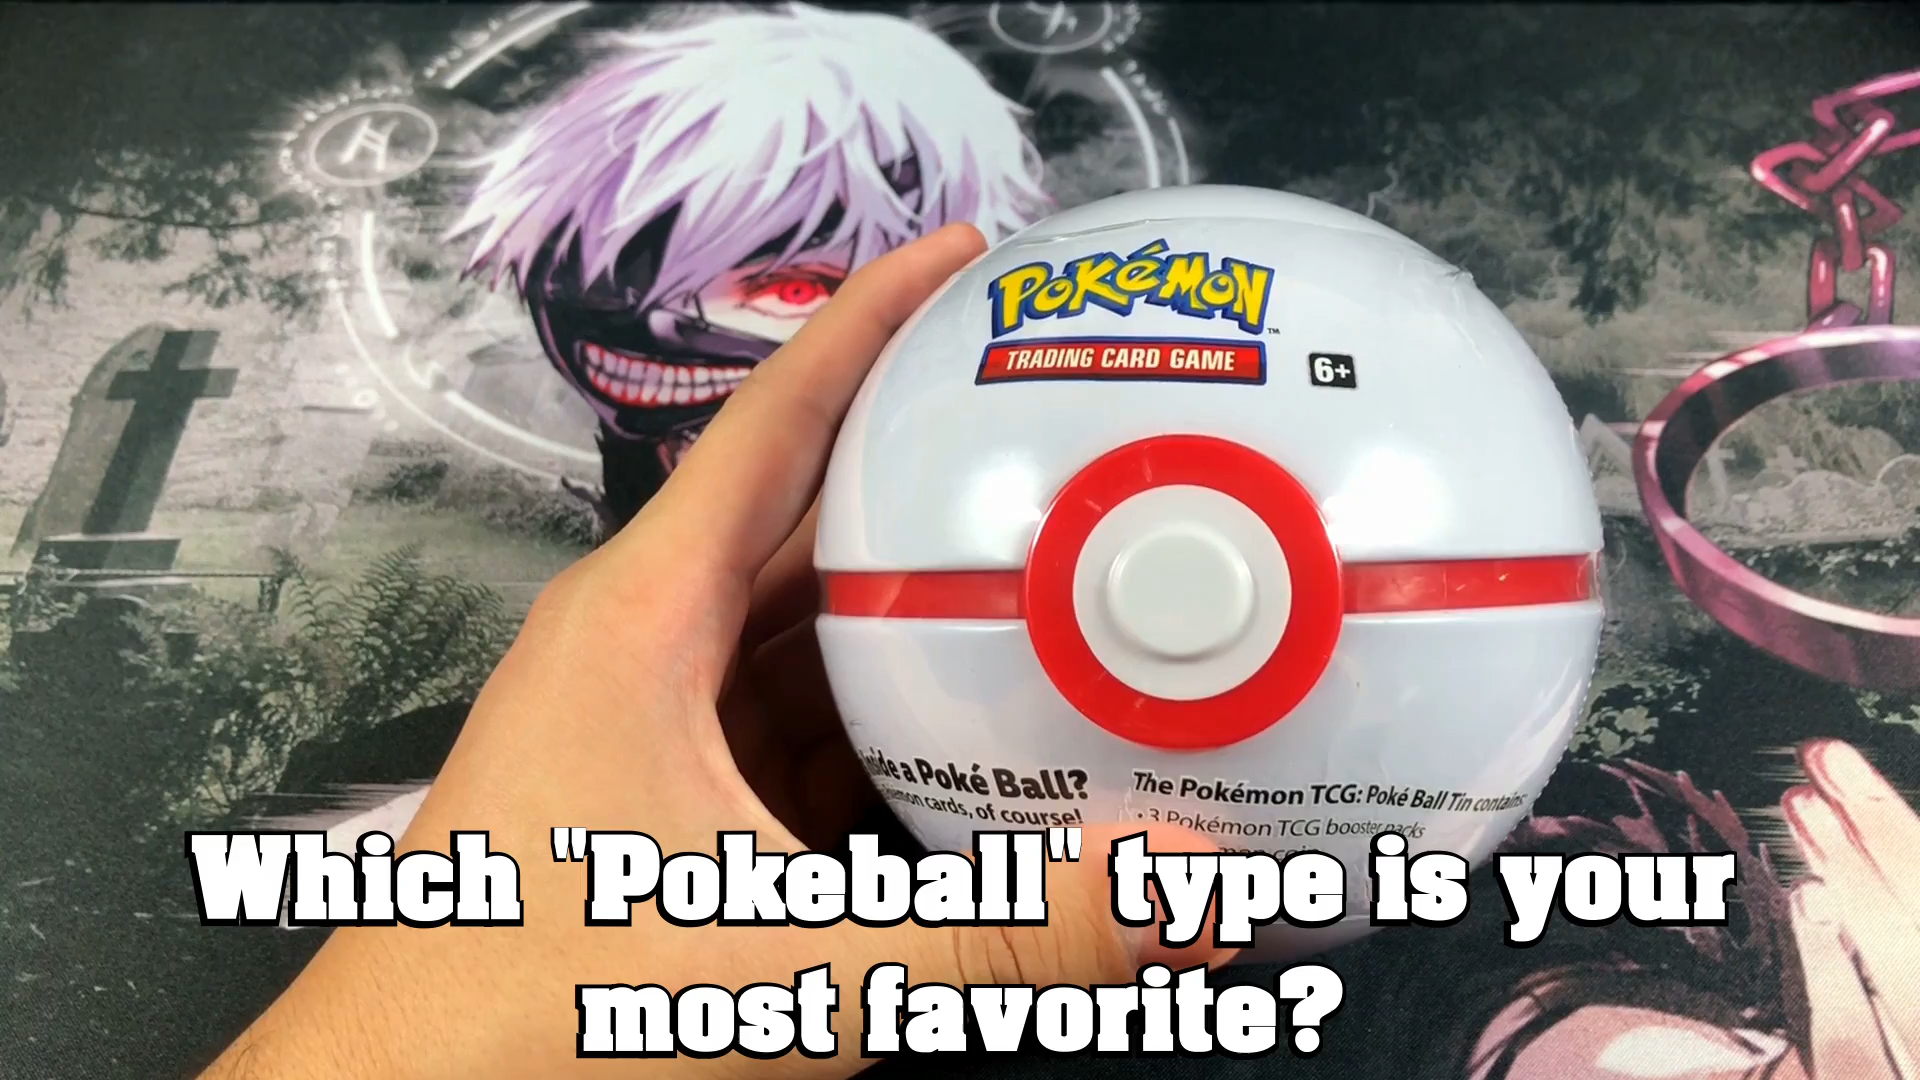 POKéMON
TRADING CARD GAME
6+
a Poké Ball?
cards, of course!
The Pokémon TCG: Poké Ball Tin contains:
• 3 Pokémon TCG booster packs
Which "Pokeball" type is your
most favorite?